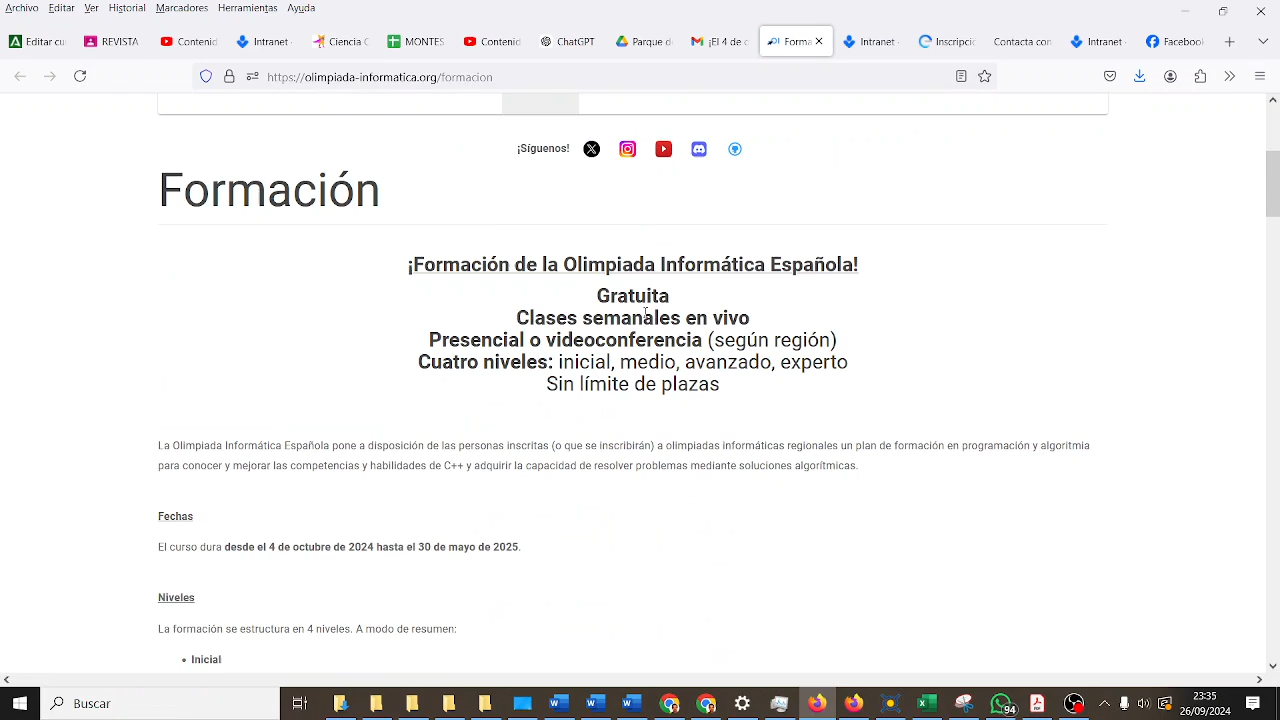 Archivo Editar Ver Historial Marcadores Herramientas Ayuda
Editar cu REVISTA Contenid Intranet Ciencia C MONTES Contenid ChatGPT Parque d ¡El 4 de c Forma Intranet - Inscripció Contacta con Intranet Facebool
https://olimpiada-informatica.org/formacion
¡Síguenos!
Formación
¡Formación de la Olimpiada Informática Española!
Gratuita
Clases semanales en vivo
Presencial o videoconferencia (según región)
Cuatro niveles: inicial, medio, avanzado, experto
Sin límite de plazas
La Olimpiada Informática Española pone a disposición de las personas inscritas (o que se inscribirán) a olimpiadas informáticas regionales un plan de formación en programación y algoritmia
para conocer y mejorar las competencias y habilidades de C++ y adquirir la capacidad de resolver problemas mediante soluciones algorítmicas.
Fechas
El curso dura desde el 4 de octubre de 2024 hasta el 30 de mayo de 2025.
Niveles
La formación se estructura en 4 niveles. A modo de resumen:
• Inicial
Buscar
94
23:35
26/09/2024